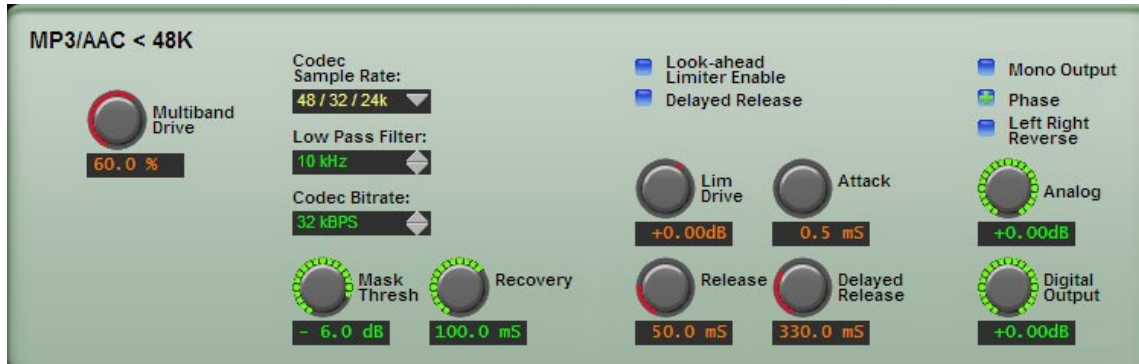 MP3/AAC < 48K
Multiband
Drive
60.0 %
Codec
Sample Rate:
48 / 32 / 24k
Low Pass Filter:
10 kHz
Codec Bitrate:
32 kBPS
Mask
Thresh
- 6.0 dB
Recovery
100.0 mS
Look-ahead
Limiter Enable
Delayed Release
Lim
Drive
+0.00dB
Attack
0.5 mS
Release
50.0 mS
Delayed
Release
330.0 mS
Mono Output
Phase
Left Right
Reverse
Analog
+0.00dB
Digital
Output
+0.00dB